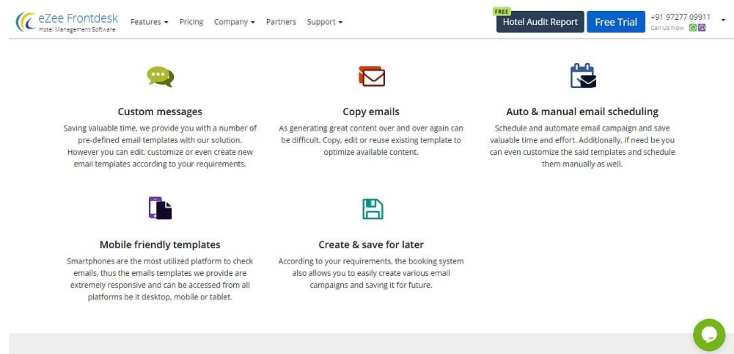 eZee Frontdesk
Hotel Management Software
Features
Pricing
Company
Partners
Support
FREE
Hotel Audit Report
Free Trial
+91 97277 09911
Call Us Now
Custom messages
Saving valuable time, we provide you with a number of
pre-defined email templates with our solution.
However you can edit, customize or even create new
email templates according to your requirements.
Copy emails
As generating great content over and over again can
be difficult. Copy, edit or reuse existing template to
optimize available content.
Auto & manual email scheduling
Schedule and automate email campaign and save
valuable time and effort. Additionally, if need be you
can even customize the said templates and schedule
them manually as well.
Mobile friendly templates
Smartphones are the most utilized platform to check
emails, thus the emails templates we provide are
extremely responsive and can be accessed from all
platforms be it desktop, mobile or tablet.
Create & save for later
According to your requirements, the booking system
also allows you to easily create various email
campaigns and saving it for future.